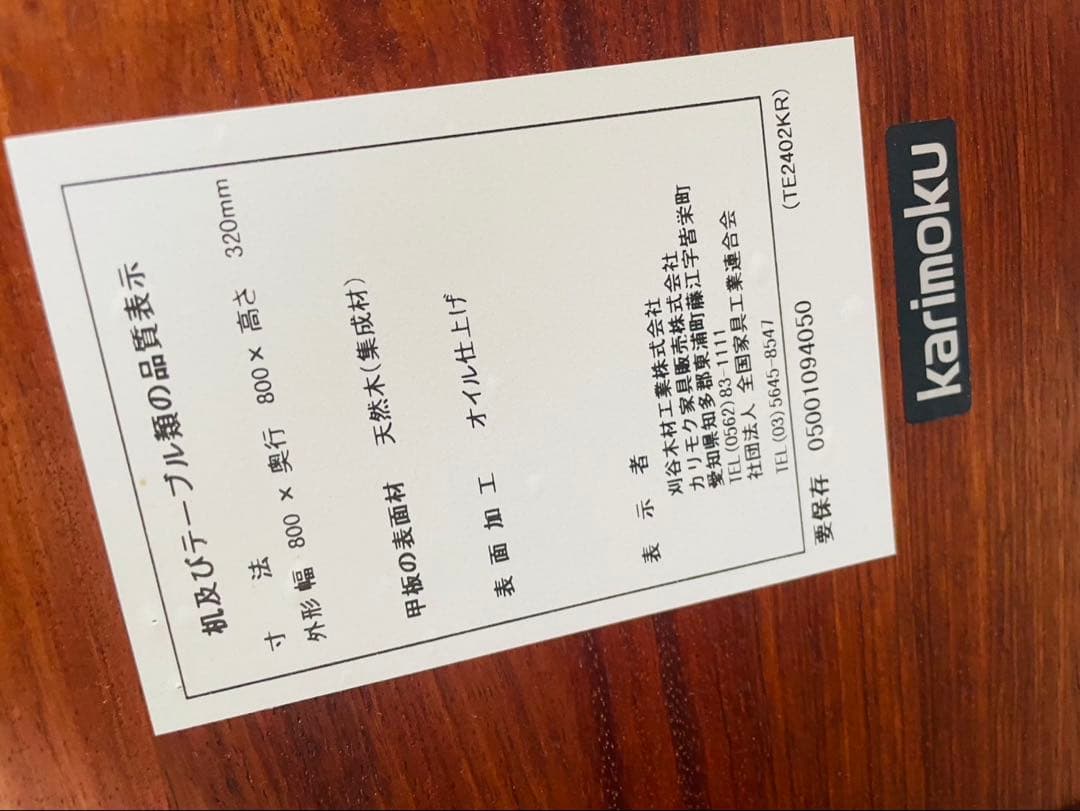 机及びテーブル類の品質表示
寸法
外形幅 800 × 奥行 800 × 高さ 320mm
甲板の表面材 天然木(集成材)
表面加工 オイル仕上げ
表示者
刈谷木材工業株式会社
カリモク家具販売株式会社
愛知県知多郡東浦町藤江字皆栄町
TEL(0562)83-1111
社団法人 全国家具工業連合会
TEL(03)5645-8547
要保存 05001094050 (TE2402KR)
karimoku